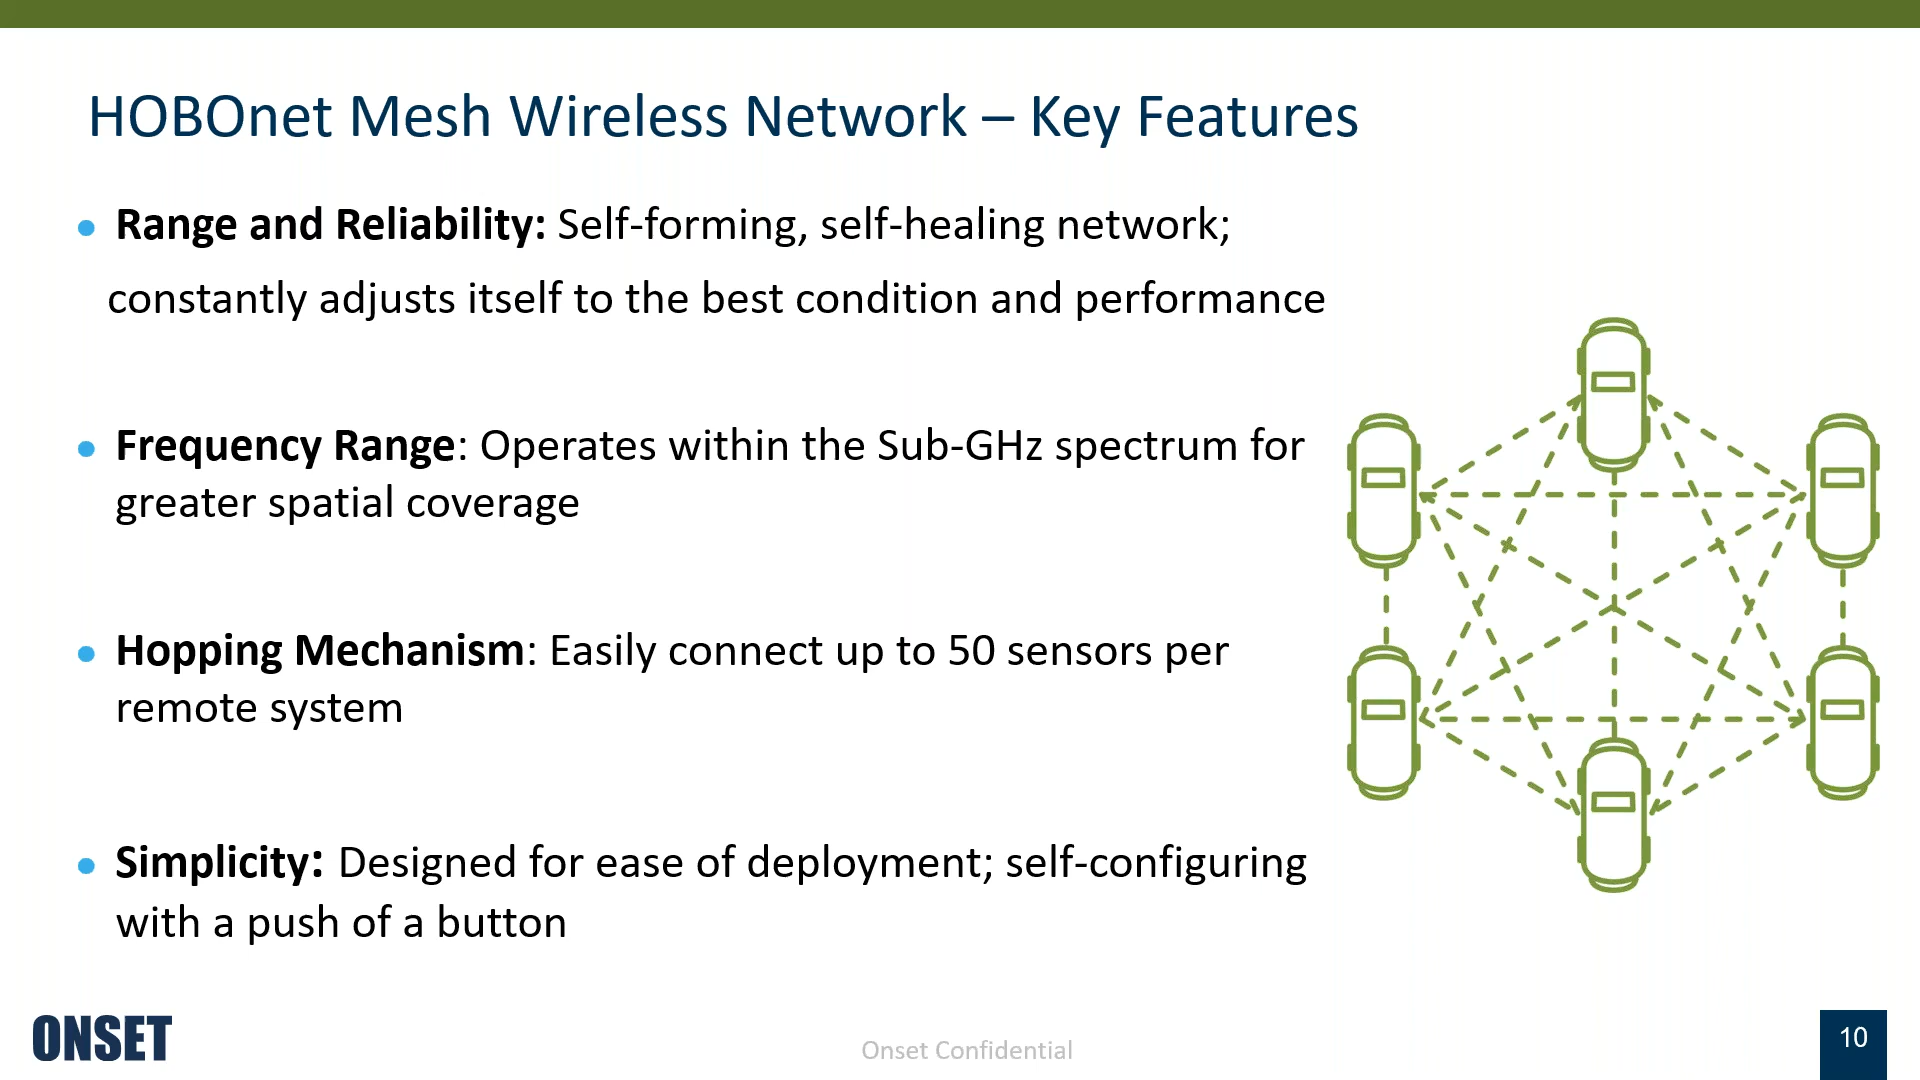 HOBOnet Mesh Wireless Network – Key Features
• Range and Reliability: Self-forming, self-healing network;
constantly adjusts itself to the best condition and performance
• Frequency Range: Operates within the Sub-GHz spectrum for
greater spatial coverage
• Hopping Mechanism: Easily connect up to 50 sensors per
remote system
• Simplicity: Designed for ease of deployment; self-configuring
with a push of a button
ONSET
Onset Confidential
10